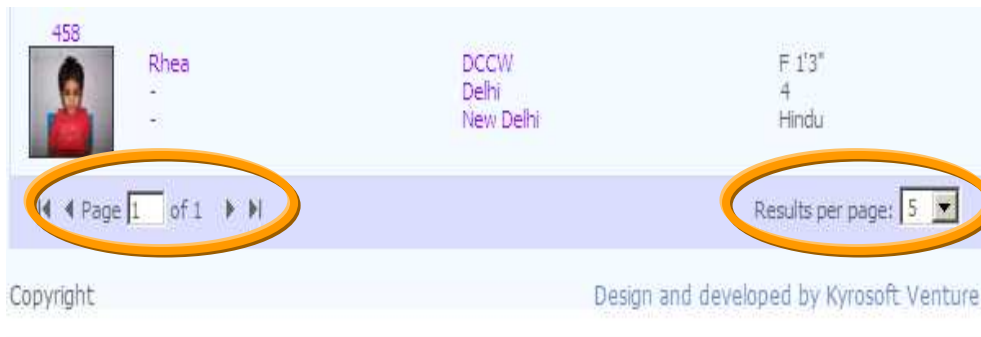 458
Rhea DCCW F 1'3"
- Delhi 4
- New Delhi Hindu
Page 1 of 1 Results per page: 5
Copyright Design and developed by Kyrosoft Venture